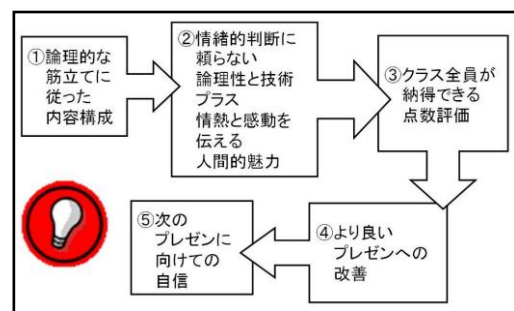 ①論理的な
筋立てに
従った
内容構成
②情緒的判断に
頼らない
論理性と技術
プラス
情熱と感動を
伝える
人間的魅力
③クラス全員が
納得できる
点数評価
④より良い
プレゼンへの
改善
⑤次の
プレゼンに
向けての
自信